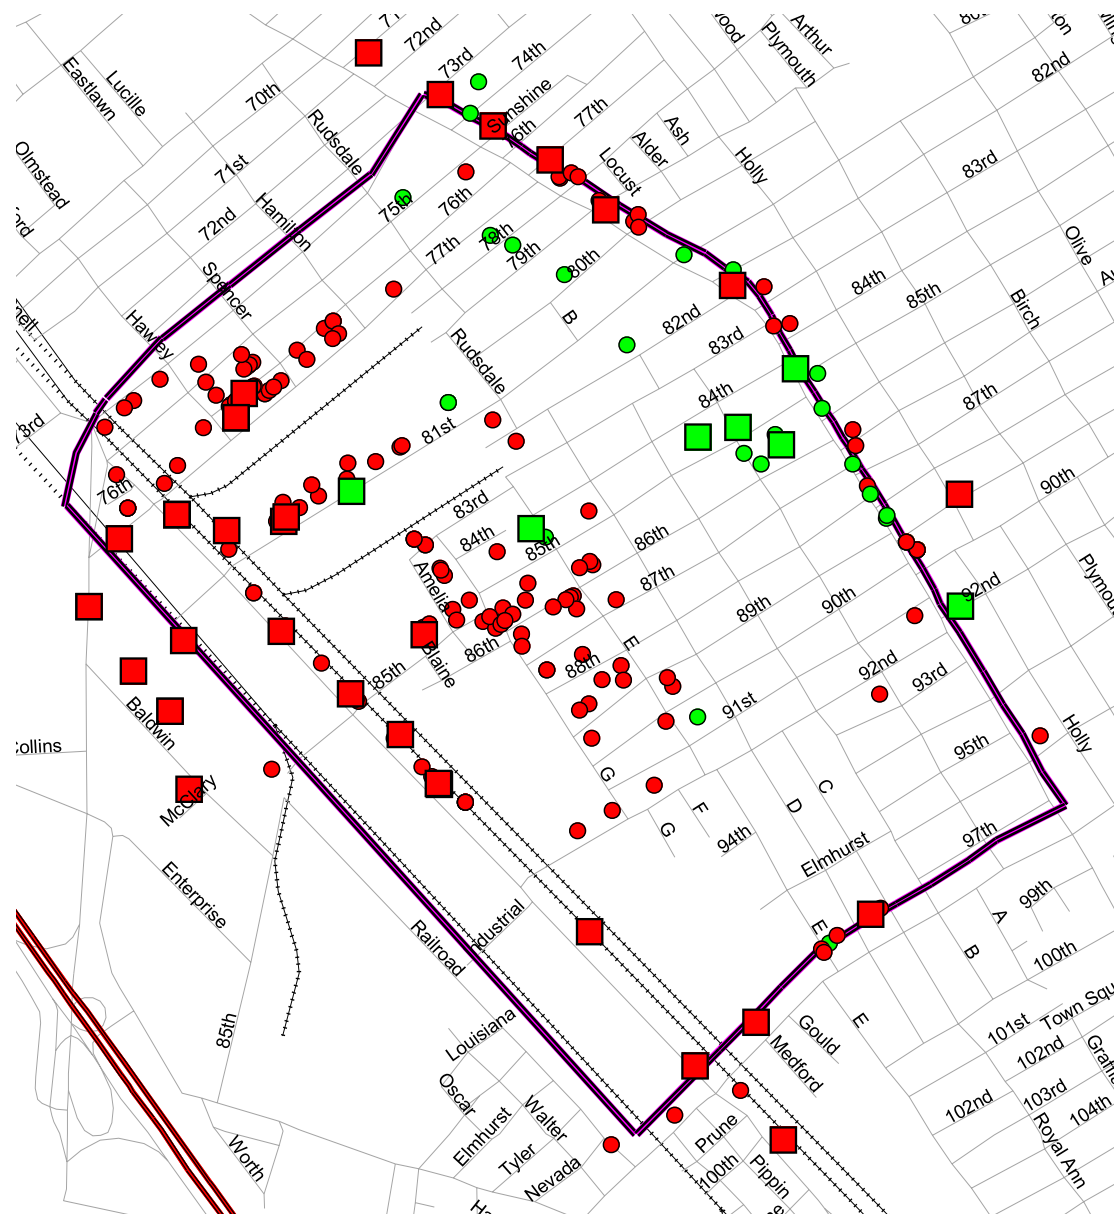 72nd
73rd
74th
Arthur
Plymouth
82nd
Eastlawn
Lucille
70th
Rudsdale
Sunshine
77th
Ash
Alder
Locust
Holly
83rd
Olmstead
71st
Hamilton
72nd
75th
76th
77th
78th
79th
80th
Olive
84th
85th
Birch
Spencer
Hawley
B
82nd
83rd
Rudsdale
84th
87th
81st
76th
83rd
84th
85th
86th
87th
90th
Amelia
Blaine
86th
85th
E
88th
89th
90th
92nd
92nd
93rd
91st
95th
Holly
Baldwin
McClary
Collins
G
F
G
D
C
94th
Elmhurst
97th
99th
A
B
100th
E
E
Enterprise
Railroad
85th
Louisiana
Oscar
Elmhurst
Walter
Tyler
Nevada
Worth
Gould
Medford
Prune
100th
Pippin
101st
102nd
103rd
104th
102nd
Royal Ann